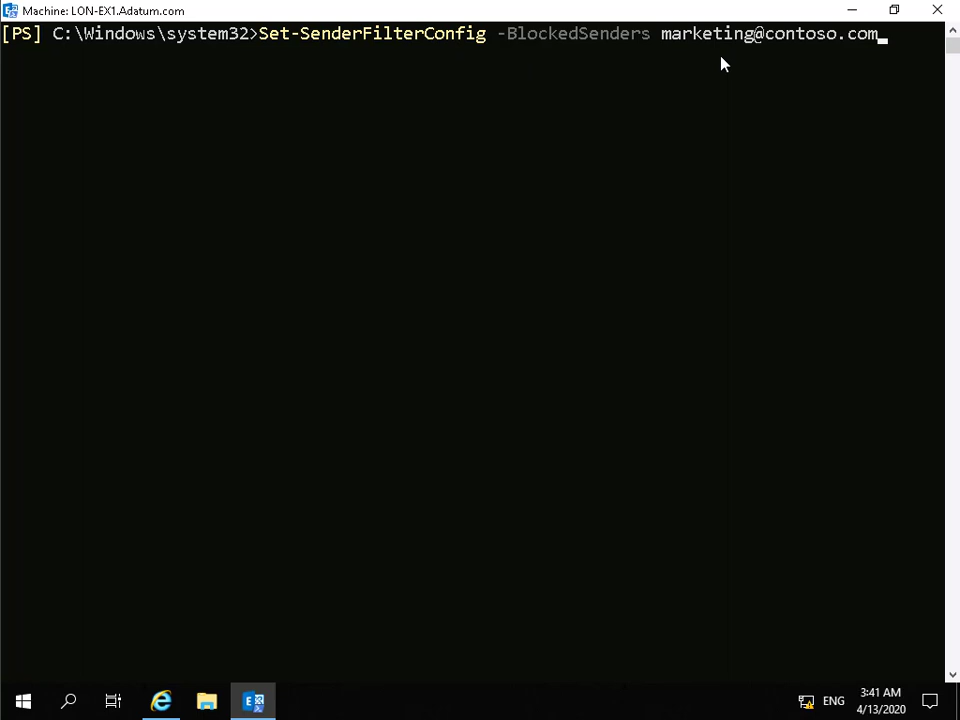 Machine: LON-EX1.Adatum.com
[PS] C:\Windows\system32>Set-SenderFilterConfig -BlockedSenders marketing@contoso.com
ENG
3:41 AM
4/13/2020